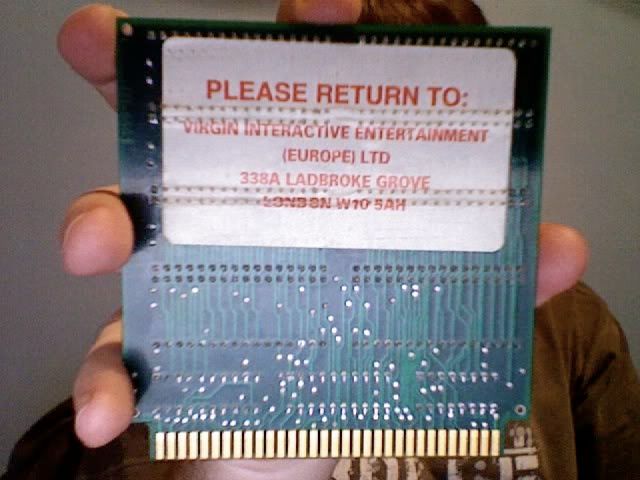 PLEASE RETURN TO:
VIRGIN INTERACTIVE ENTERTAINMENT
(EUROPE) LTD
338A LADBROKE GROVE
LONDON W10 5AH